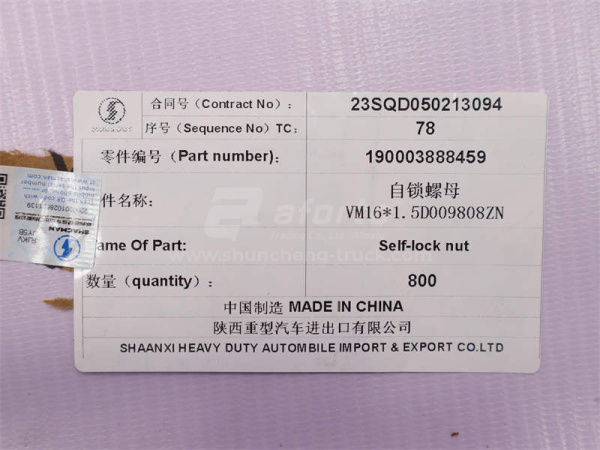 合同号（Contract No）： 23SQD050213094
序号（Sequence No）TC： 78
零件编号（Part number）： 190003888459
件名称： 自锁螺母
VM16*1.5D009808ZN
ame Of Part: Self-lock nut
数量（quantity）： 800
中国制造 MADE IN CHINA
陕西重型汽车进出口有限公司
SHAANXI HEAVY DUTY AUTOMBILE IMPORT & EXPORT CO.LTD
SHACMAN
aforto
www.shuncheng-truck.com